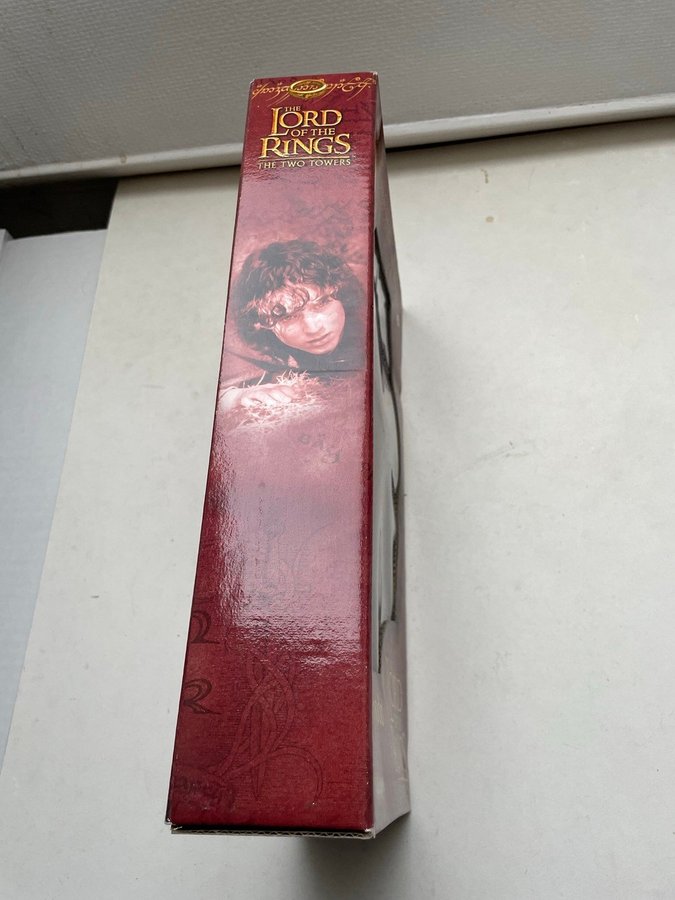 THE
LORD
OF THE
RINGS
THE TWO TOWERS